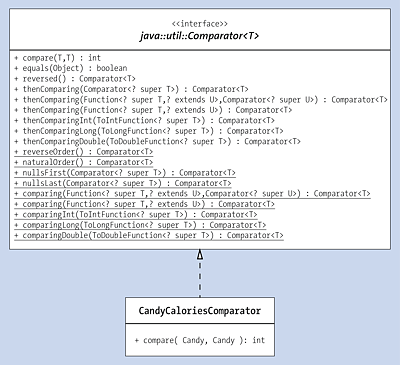 <<interface>>
java::util::Comparator<T>
+ compare(T,T) : int
+ equals(Object) : boolean
+ reversed() : Comparator<T>
+ thenComparing(Comparator<? super T>) : Comparator<T>
+ thenComparing(Function<? super T,? extends U>,Comparator<? super U>) : Comparator<T>
+ thenComparing(Function<? super T,? extends U>) : Comparator<T>
+ thenComparingInt(ToIntFunction<? super T>) : Comparator<T>
+ thenComparingLong(ToLongFunction<? super T>) : Comparator<T>
+ thenComparingDouble(ToDoubleFunction<? super T>) : Comparator<T>
+ reverseOrder() : Comparator<T>
+ naturalOrder() : Comparator<T>
+ nullsFirst(Comparator<? super T>) : Comparator<T>
+ nullsLast(Comparator<? super T>) : Comparator<T>
+ comparing(Function<? super T,? extends U>,Comparator<? super U>) : Comparator<T>
+ comparing(Function<? super T,? extends U>) : Comparator<T>
+ comparingInt(ToIntFunction<? super T>) : Comparator<T>
+ comparingLong(ToLongFunction<? super T>) : Comparator<T>
+ comparingDouble(ToDoubleFunction<? super T>) : Comparator<T>
CandyCaloriesComparator
+ compare( Candy, Candy ): int